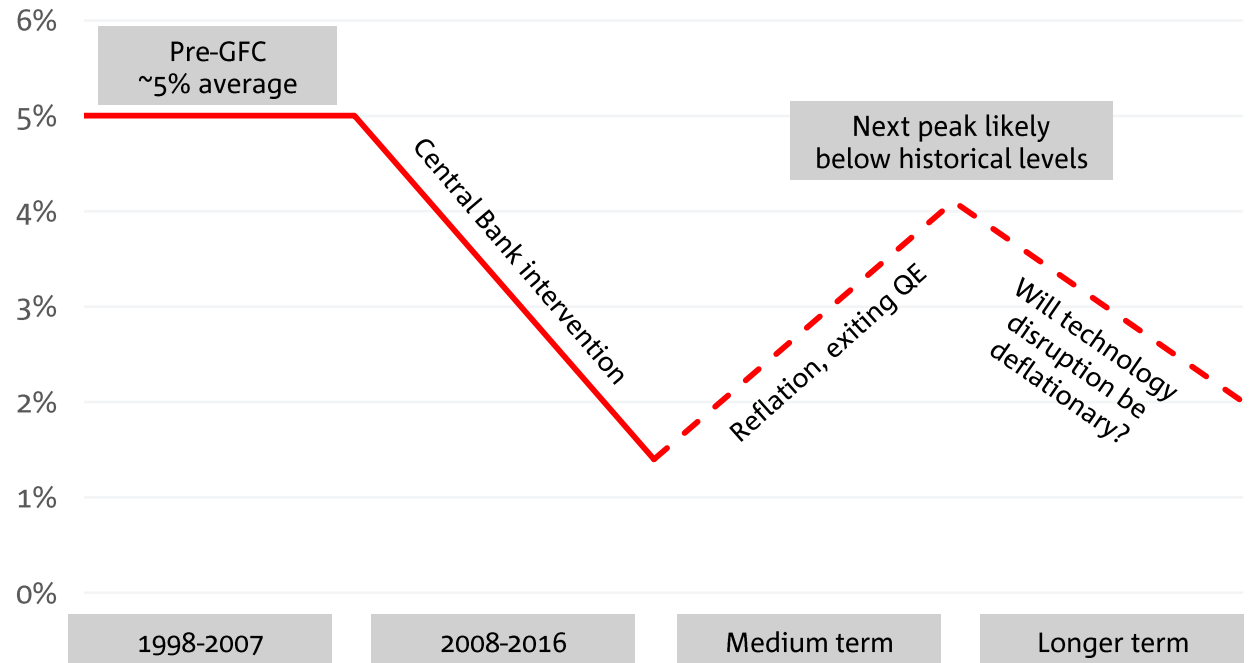 6%
Pre-GFC
~5% average
5%
Next peak likely
below historical levels
Central Bank intervention
4%
3%
Reflation, exiting QE
Will technology
disruption be
deflationary?
2%
1%
0%
1998-2007
2008-2016
Medium term
Longer term